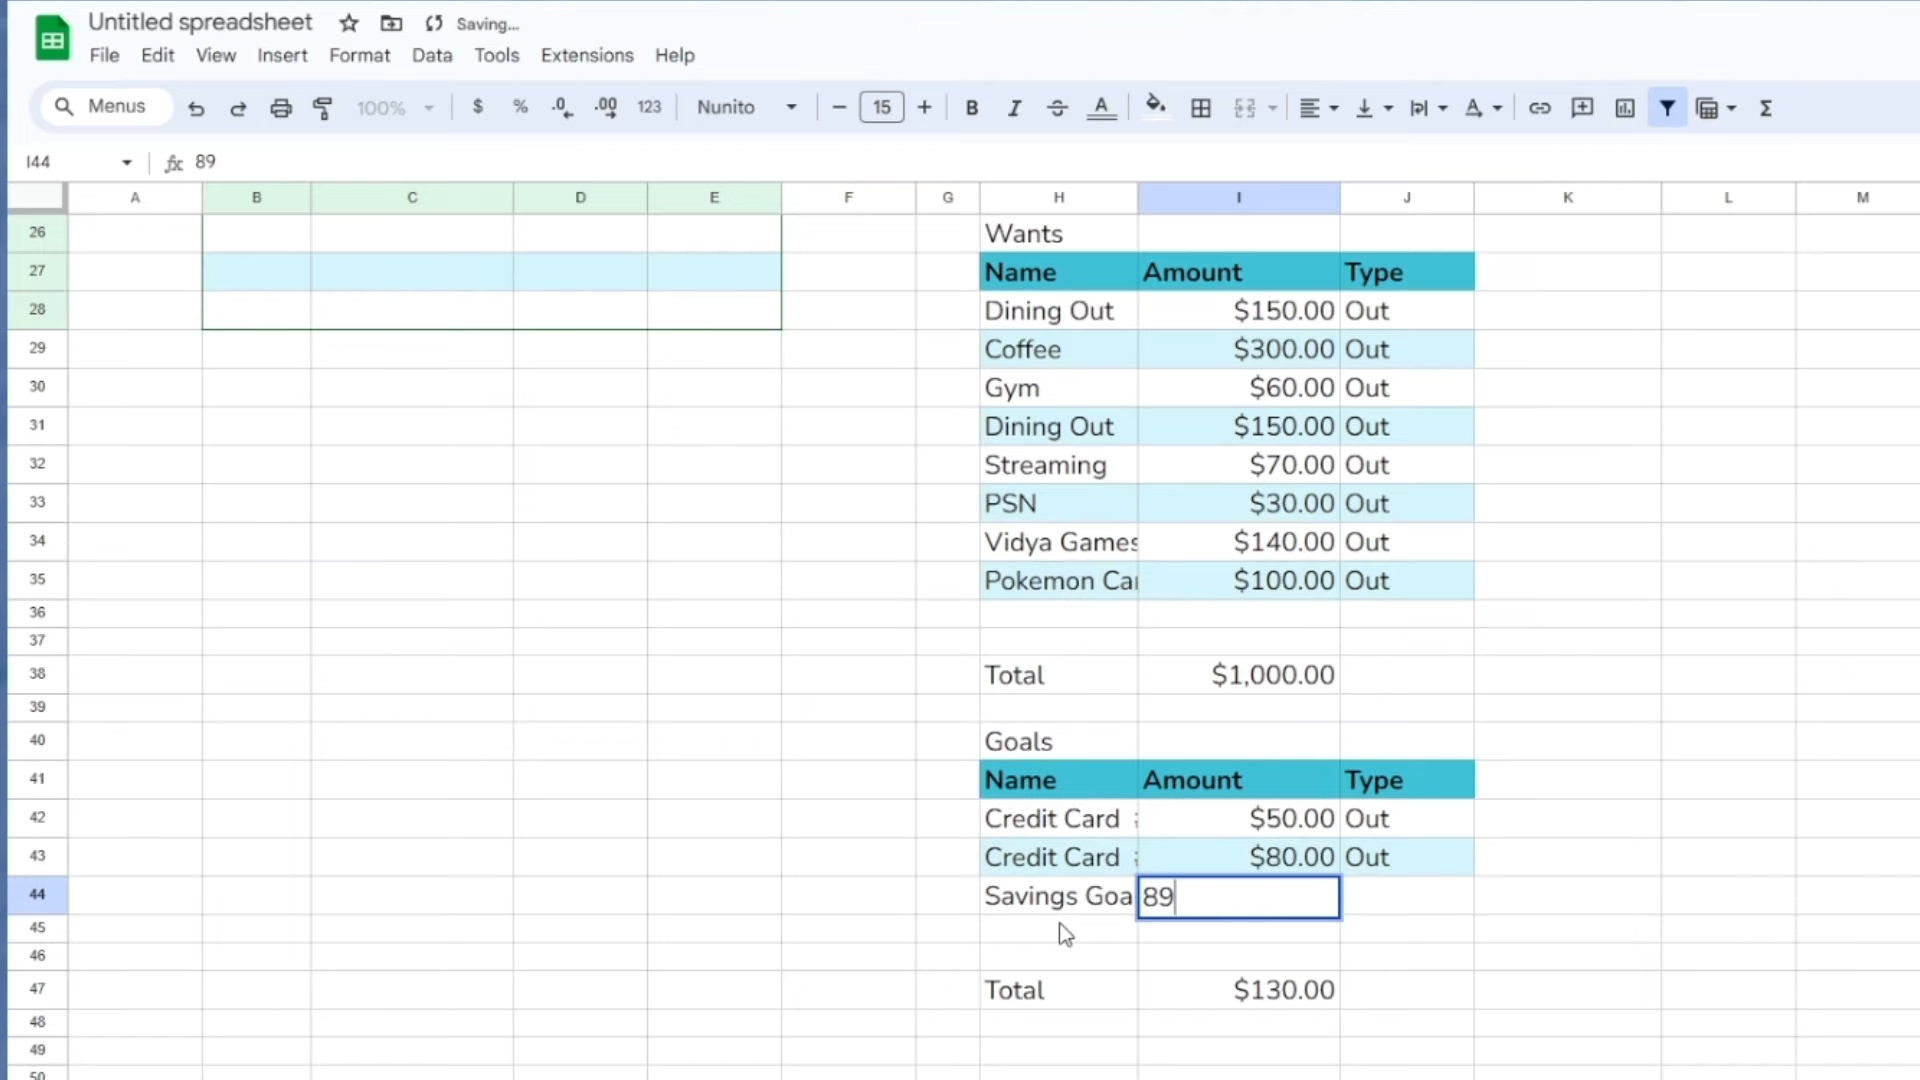 Untitled spreadsheet Saving...
File Edit View Insert Format Data Tools Extensions Help
Menus 100% $ % .0 .00 123 Nunito 15 B I S A Σ
I44 fx 89
A B C D E F G H I J K L M
26 Wants
27 Name Amount Type
28 Dining Out $150.00 Out
29 Coffee $300.00 Out
30 Gym $60.00 Out
31 Dining Out $150.00 Out
32 Streaming $70.00 Out
33 PSN $30.00 Out
34 Vidya Games $140.00 Out
35 Pokemon Car $100.00 Out
36
37
38 Total $1,000.00
39
40 Goals
41 Name Amount Type
42 Credit Card $50.00 Out
43 Credit Card $80.00 Out
44 Savings Goa 89
45
46
47 Total $130.00
48
49
50